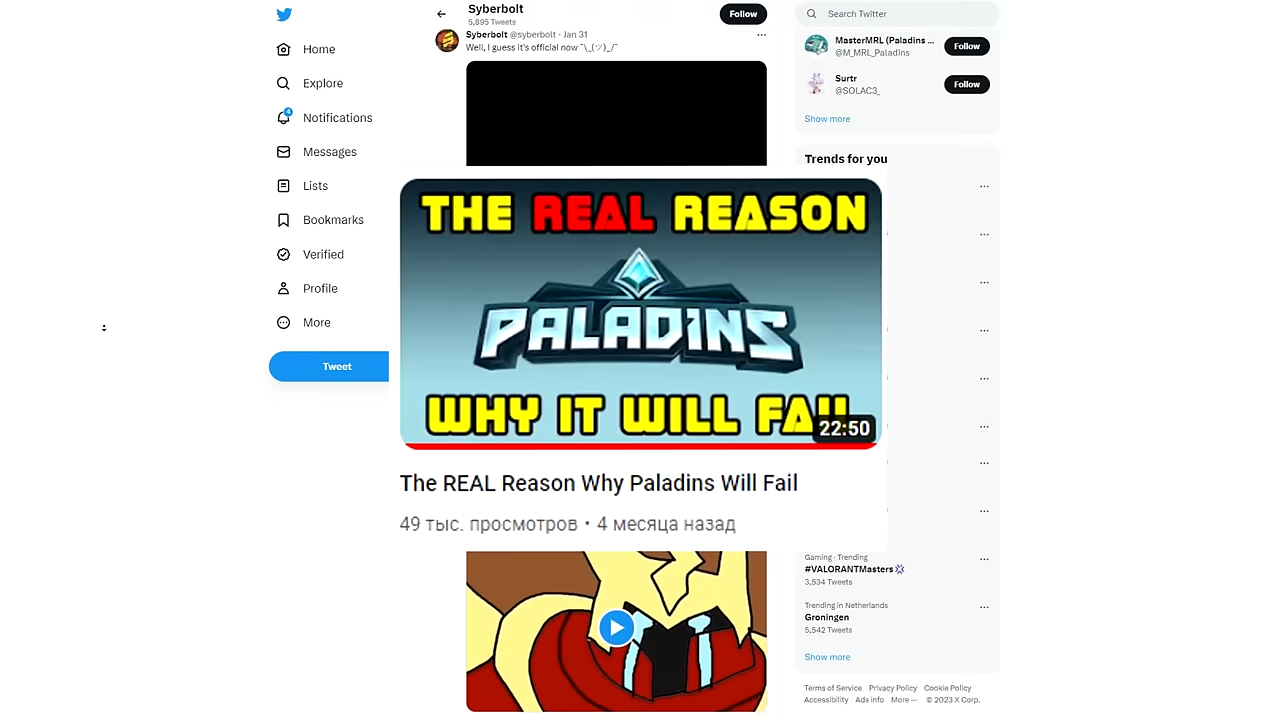 Home
Explore
4
Notifications
Messages
Lists
Bookmarks
Verified
Profile
More
Tweet
Syberbolt
5,895 Tweets
Follow
Syberbolt @syberbolt · Jan 31
Well, I guess it's official now ¯\_(ツ)_/¯
THE REAL REASON
PALADINS
WHY IT WILL FAIL
22:50
The REAL Reason Why Paladins Will Fail
49 тыс. просмотров • 4 месяца назад
Search Twitter
MasterMRL (Paladins ...
@M_MRL_Paladins
Follow
Surtr
@SOLAC3_
Follow
Show more
Trends for you
Gaming · Trending
#VALORANTMasters
3,534 Tweets
Trending in Netherlands
Groningen
5,542 Tweets
Show more
Terms of Service Privacy Policy Cookie Policy
Accessibility Ads info More ··· © 2023 X Corp.